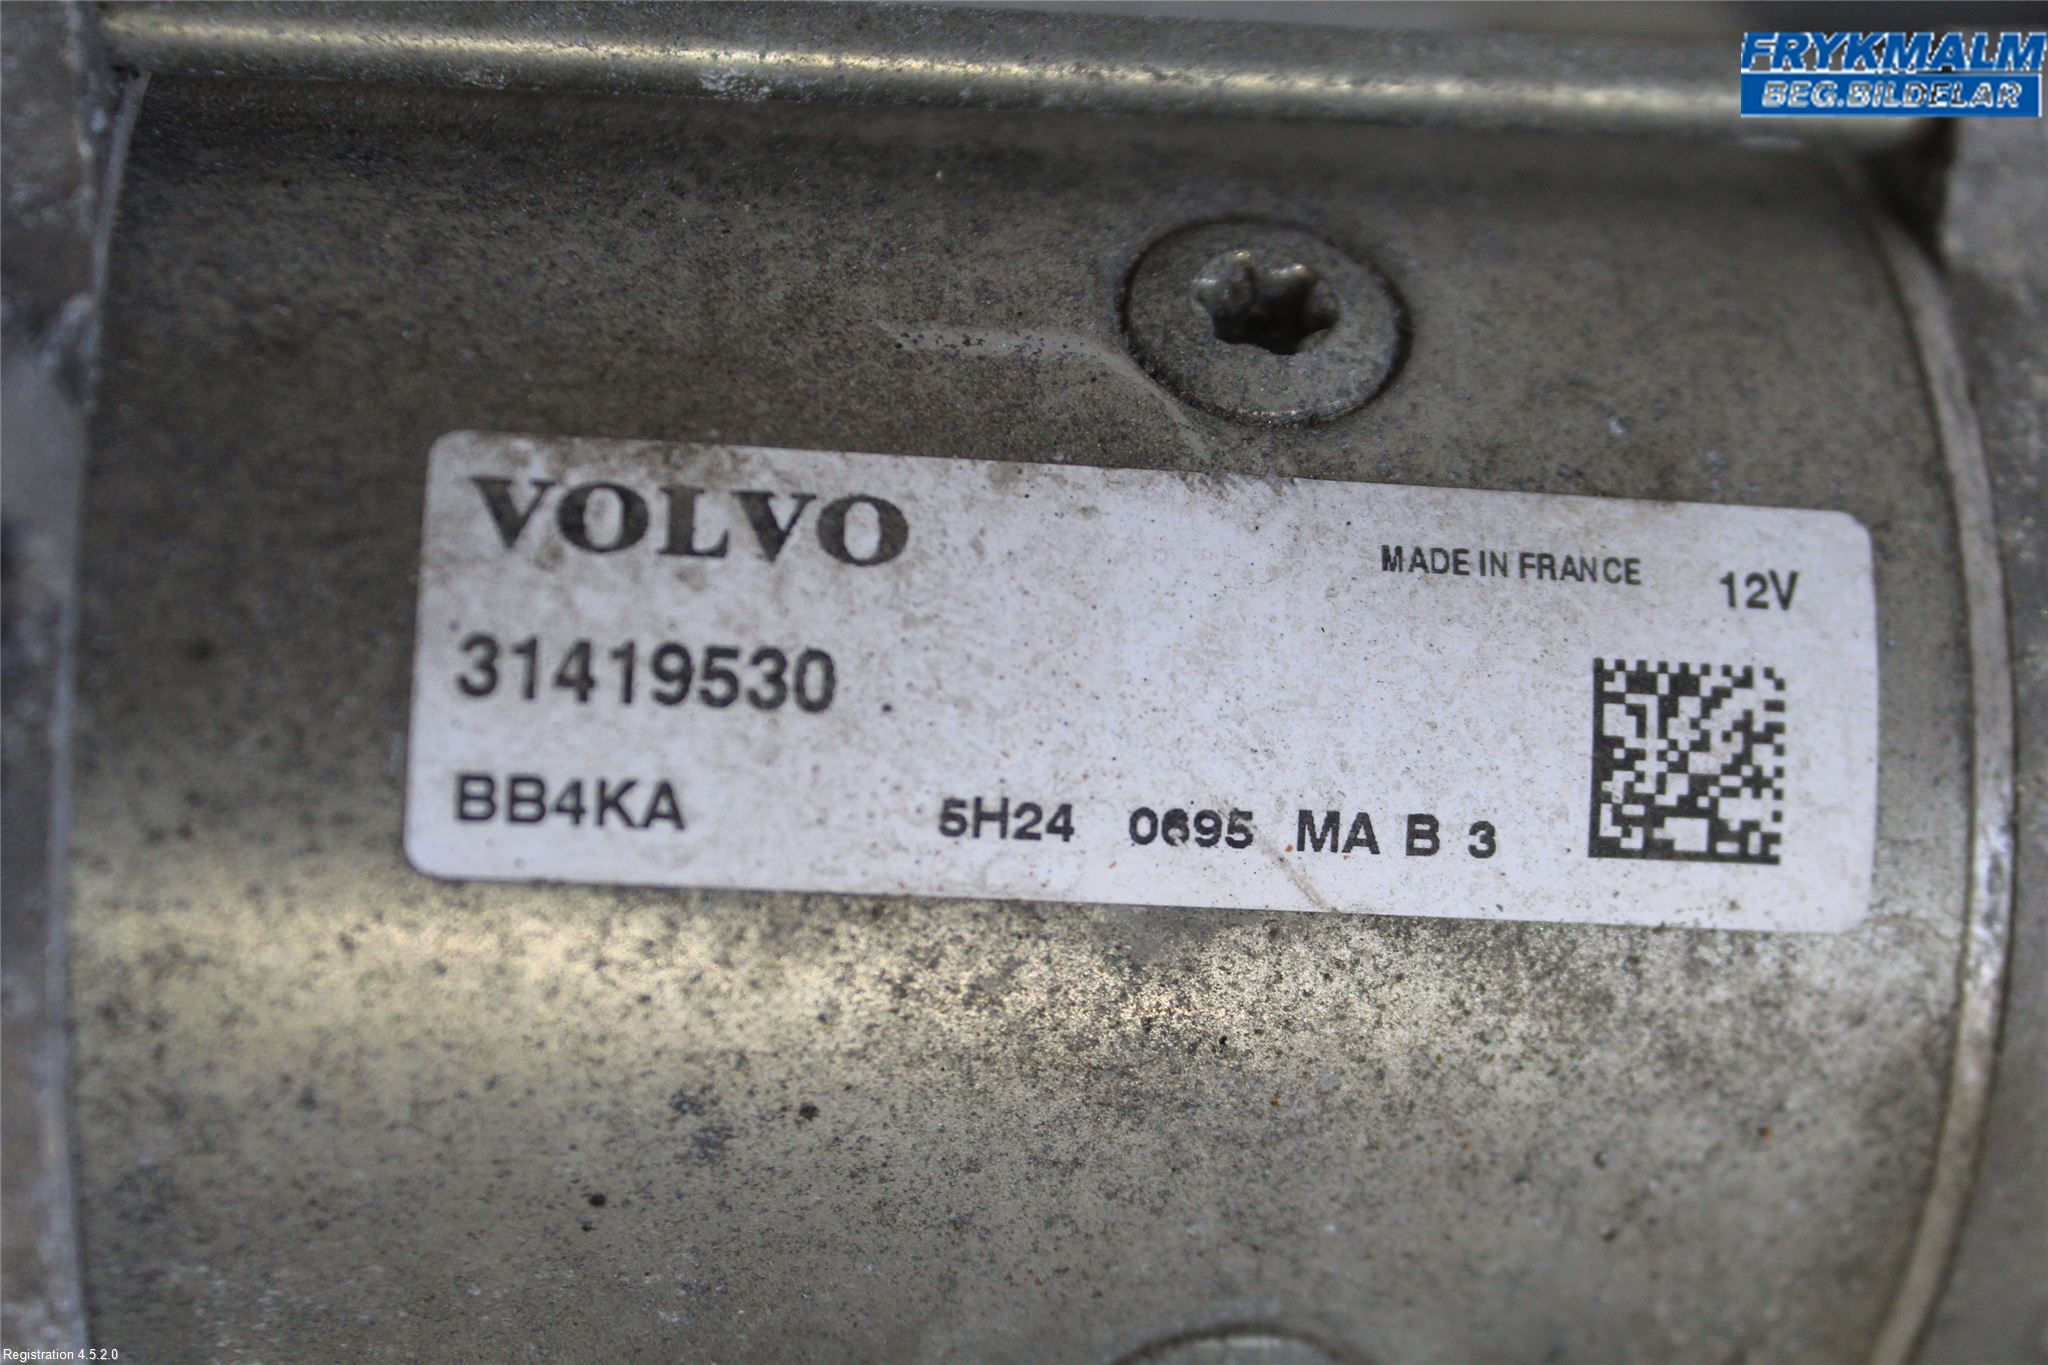 FRYKMALM
BEG.BILDELAR
VOLVO
MADE IN FRANCE 12V
31419530
BB4KA 5H24 0695 MA B 3
Registration 4.5.2.0